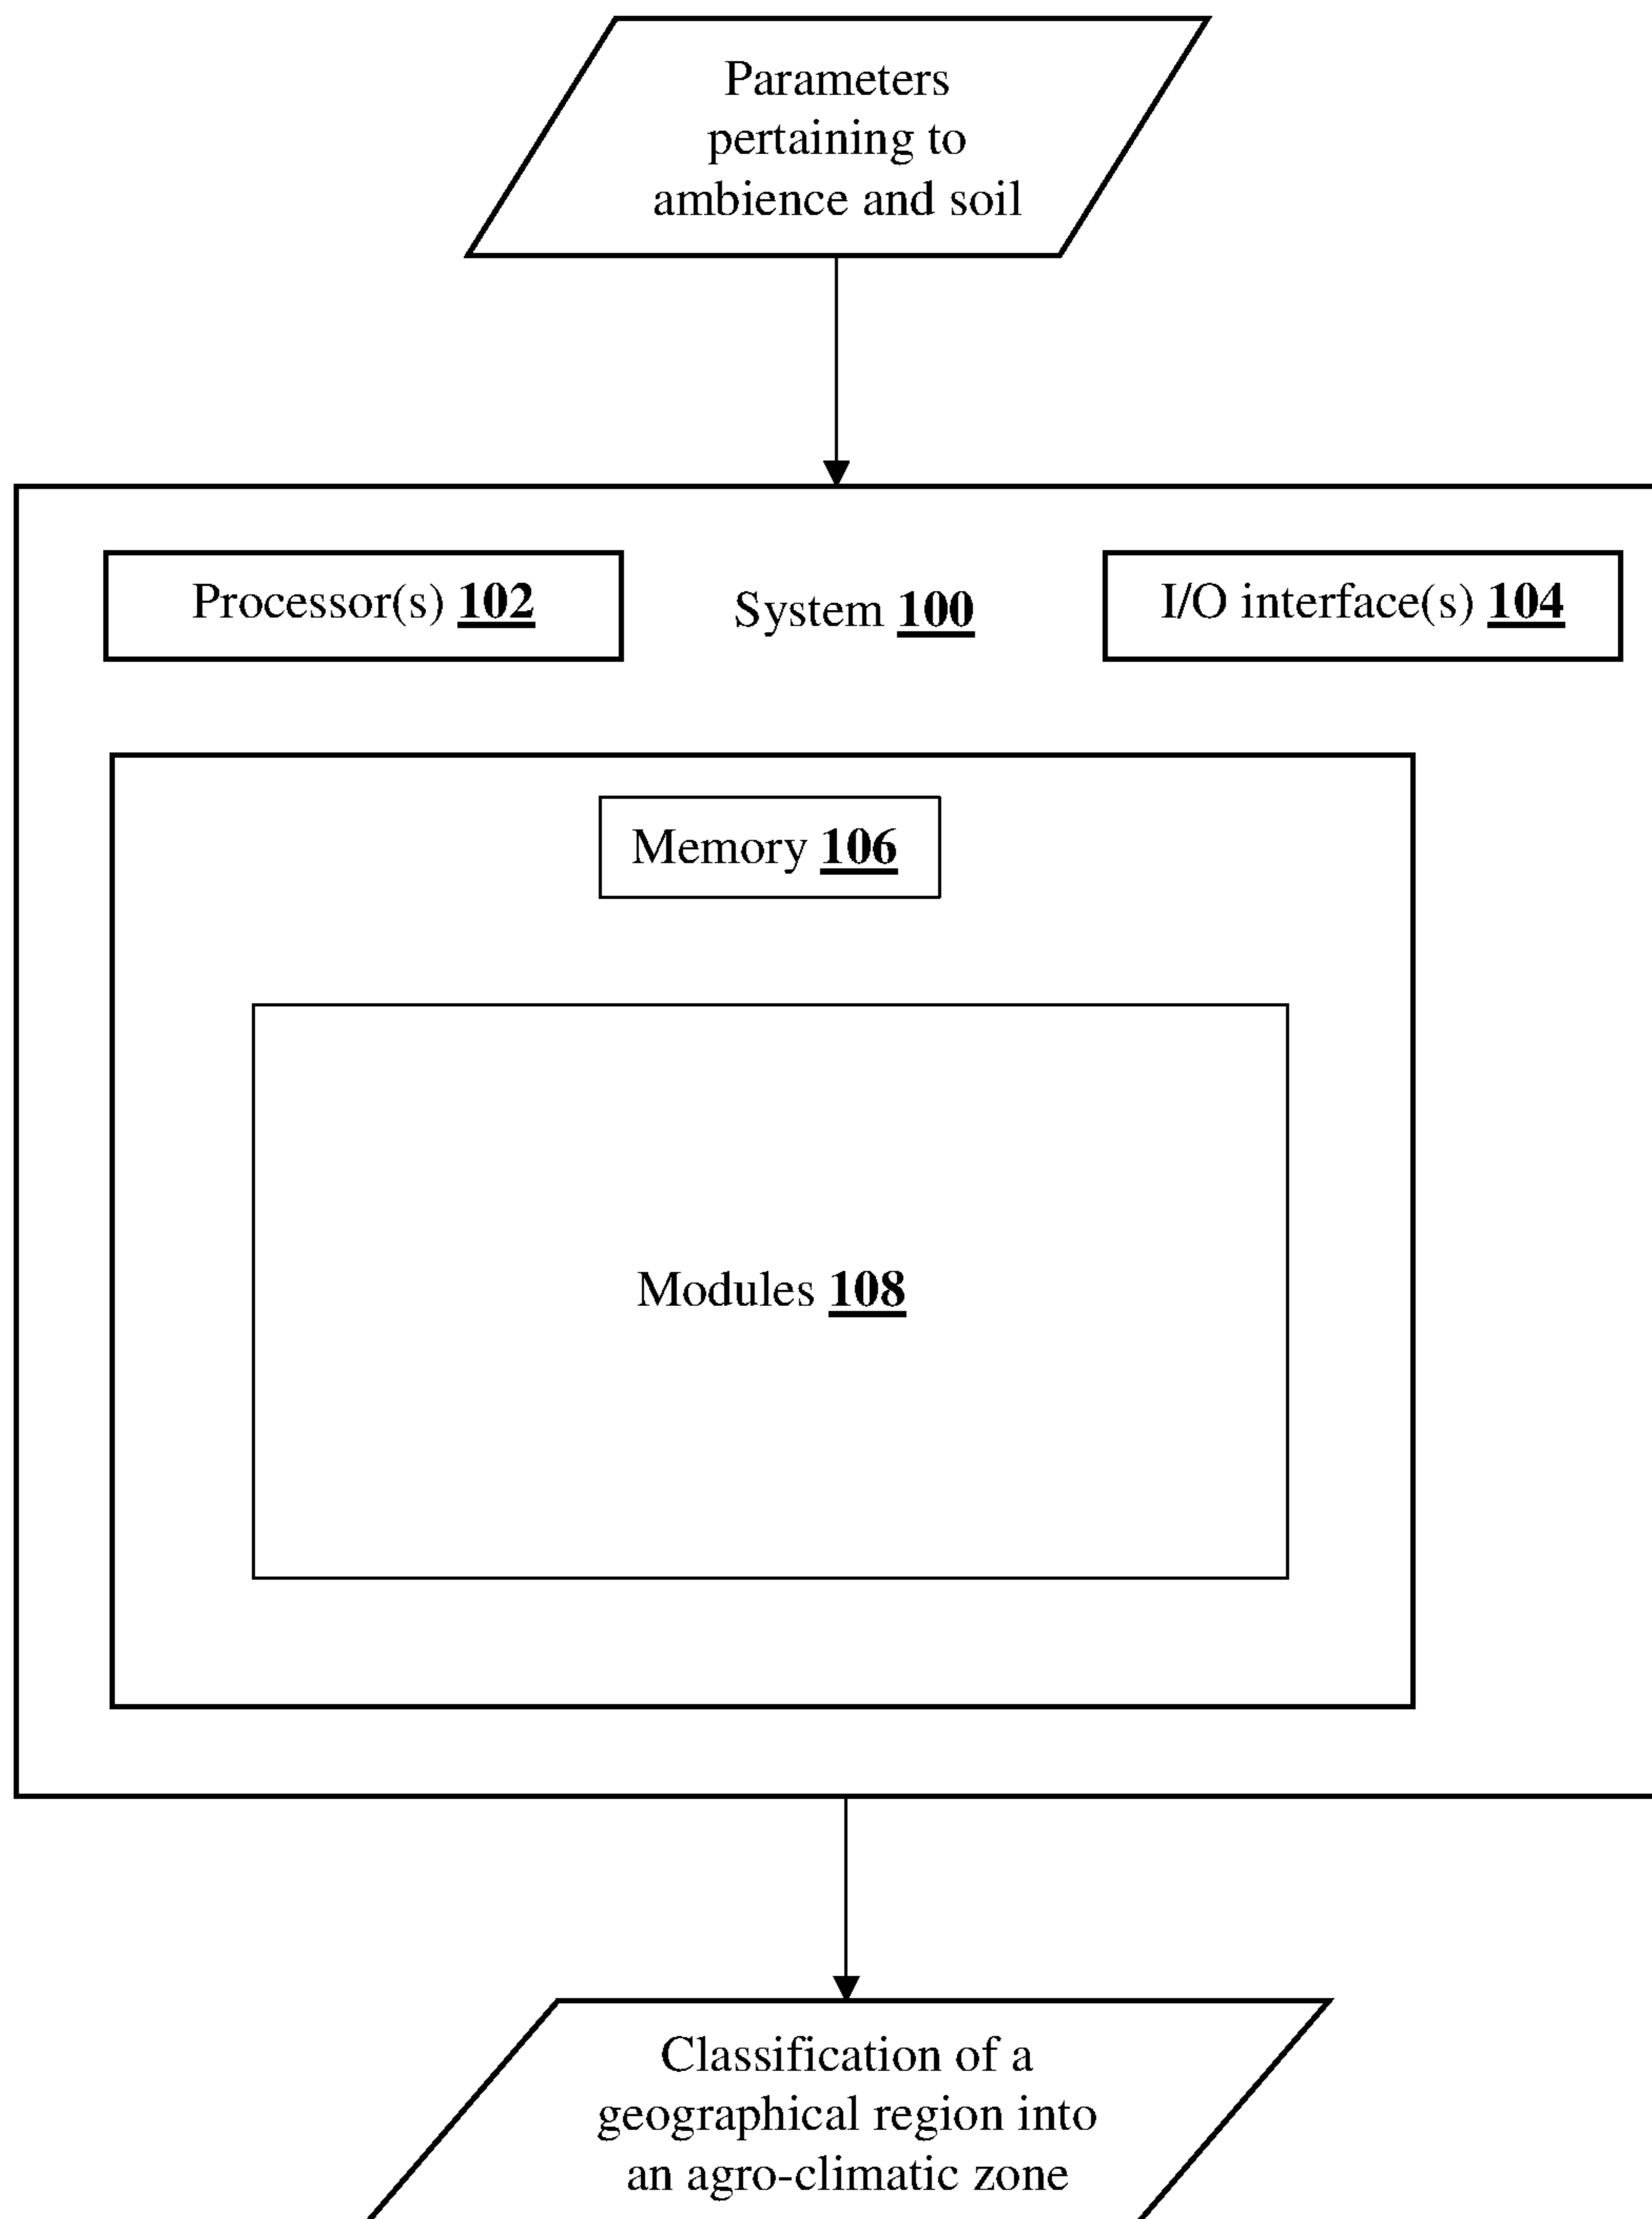 Parameters
pertaining to
ambience and soil
Processor(s) 102
System 100
I/O interface(s) 104
Memory 106
Modules 108
Classification of a
geographical region into
an agro-climatic zone